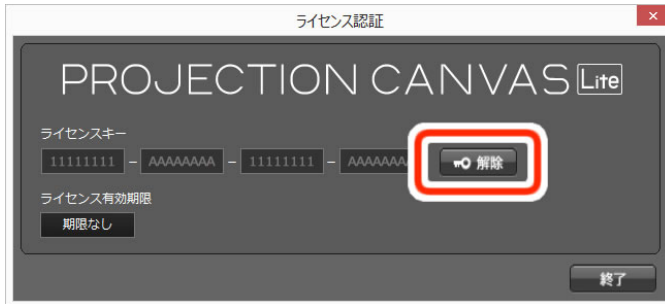 ライセンス認証
PROJECTION CANVAS Lite
ライセンスキー
11111111 - AAAAAAAA - 11111111 - AAAAAAAA
解除
ライセンス有効期限
期限なし
終了